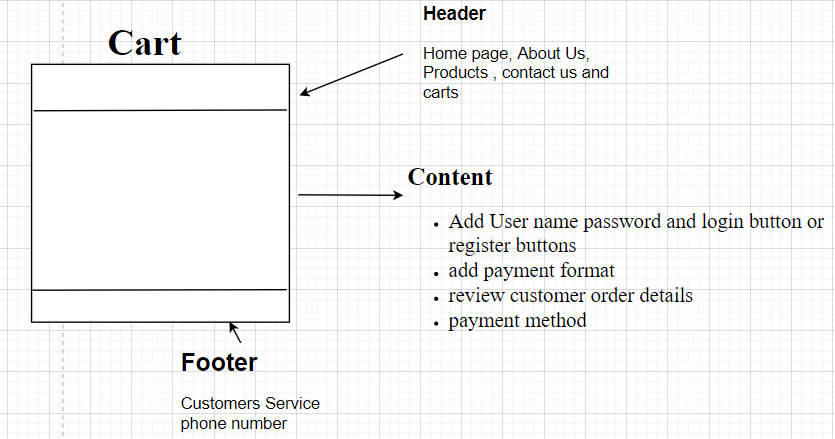 Cart
Header
Home page, About Us,
Products , contact us and
carts
Content
• Add User name password and login button or
register buttons
• add payment format
• review customer order details
• payment method
Footer
Customers Service
phone number